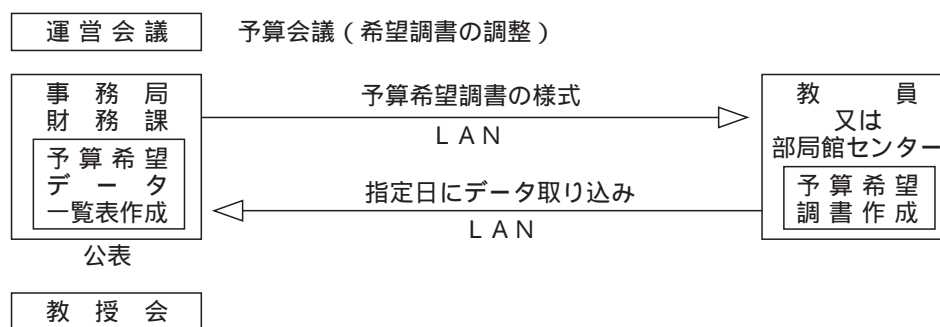 運営会議
予算会議（希望調書の調整）
事務局
財務課
予算希望
データ
一覧表作成
公表
予算希望調書の様式
ＬＡＮ
指定日にデータ取り込み
ＬＡＮ
教員
又は
部局館センター
予算希望
調書作成
教授会